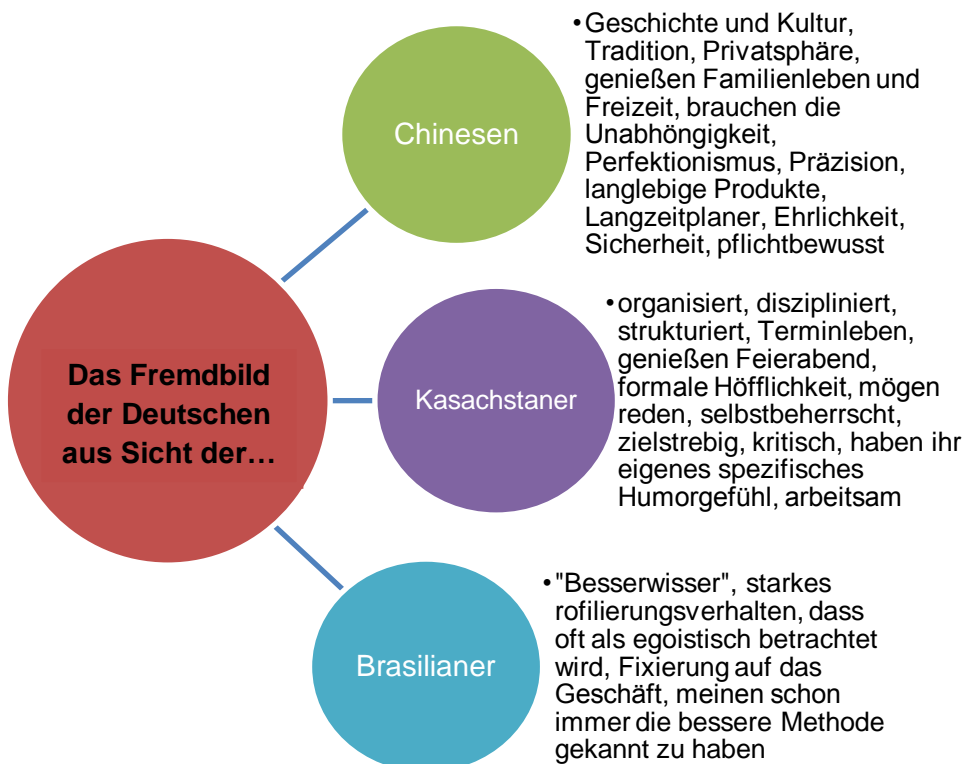 Das Fremdbild
der Deutschen
aus Sicht der…
Chinesen
•Geschichte und Kultur,
Tradition, Privatsphäre,
genießen Familienleben und
Freizeit, brauchen die
Unabhöngigkeit,
Perfektionismus, Präzision,
langlebige Produkte,
Langzeitplaner, Ehrlichkeit,
Sicherheit, pflichtbewusst
Kasachstaner
•organisiert, diszipliniert,
strukturiert, Terminleben,
genießen Feierabend,
formale Höfflichkeit, mögen
reden, selbstbeherrscht,
zielstrebig, kritisch, haben ihr
eigenes spezifisches
Humorgefühl, arbeitsam
Brasilianer
•"Besserwisser", starkes
rofilierungsverhalten, dass
oft als egoistisch betrachtet
wird, Fixierung auf das
Geschäft, meinen schon
immer die bessere Methode
gekannt zu haben